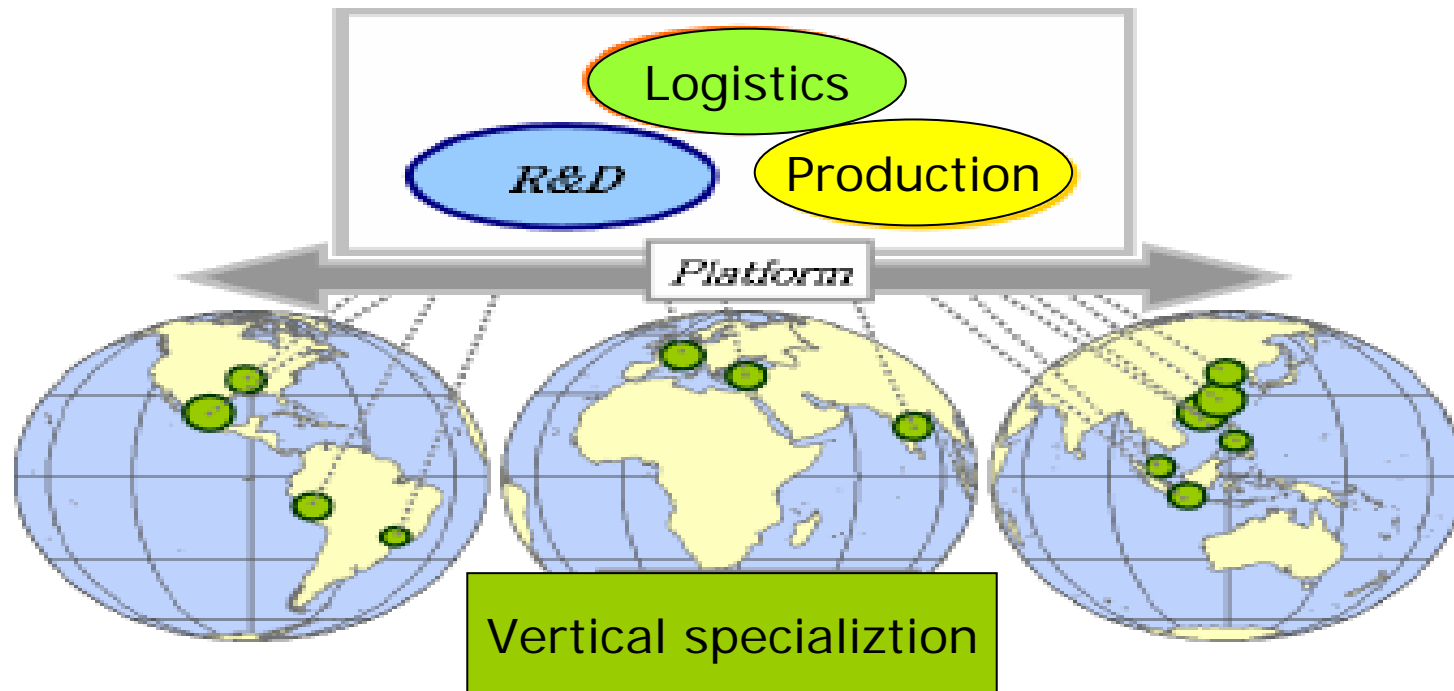 Logistics
R&D
Production
Platform
Vertical specializtion